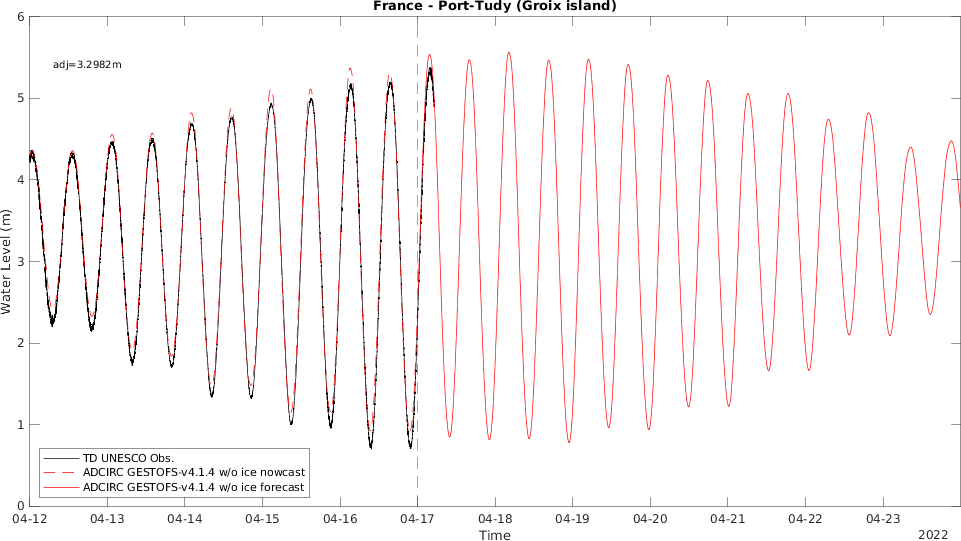 France - Port-Tudy (Groix island)
6
adj=3.2982m
5
4
3
2
1
0
Water Level (m)
TD UNESCO Obs.
ADCIRC GESTOFS-v4.1.4 w/o ice nowcast
ADCIRC GESTOFS-v4.1.4 w/o ice forecast
04-12 04-13 04-14 04-15 04-16 04-17 04-18 04-19 04-20 04-21 04-22 04-23
Time
2022